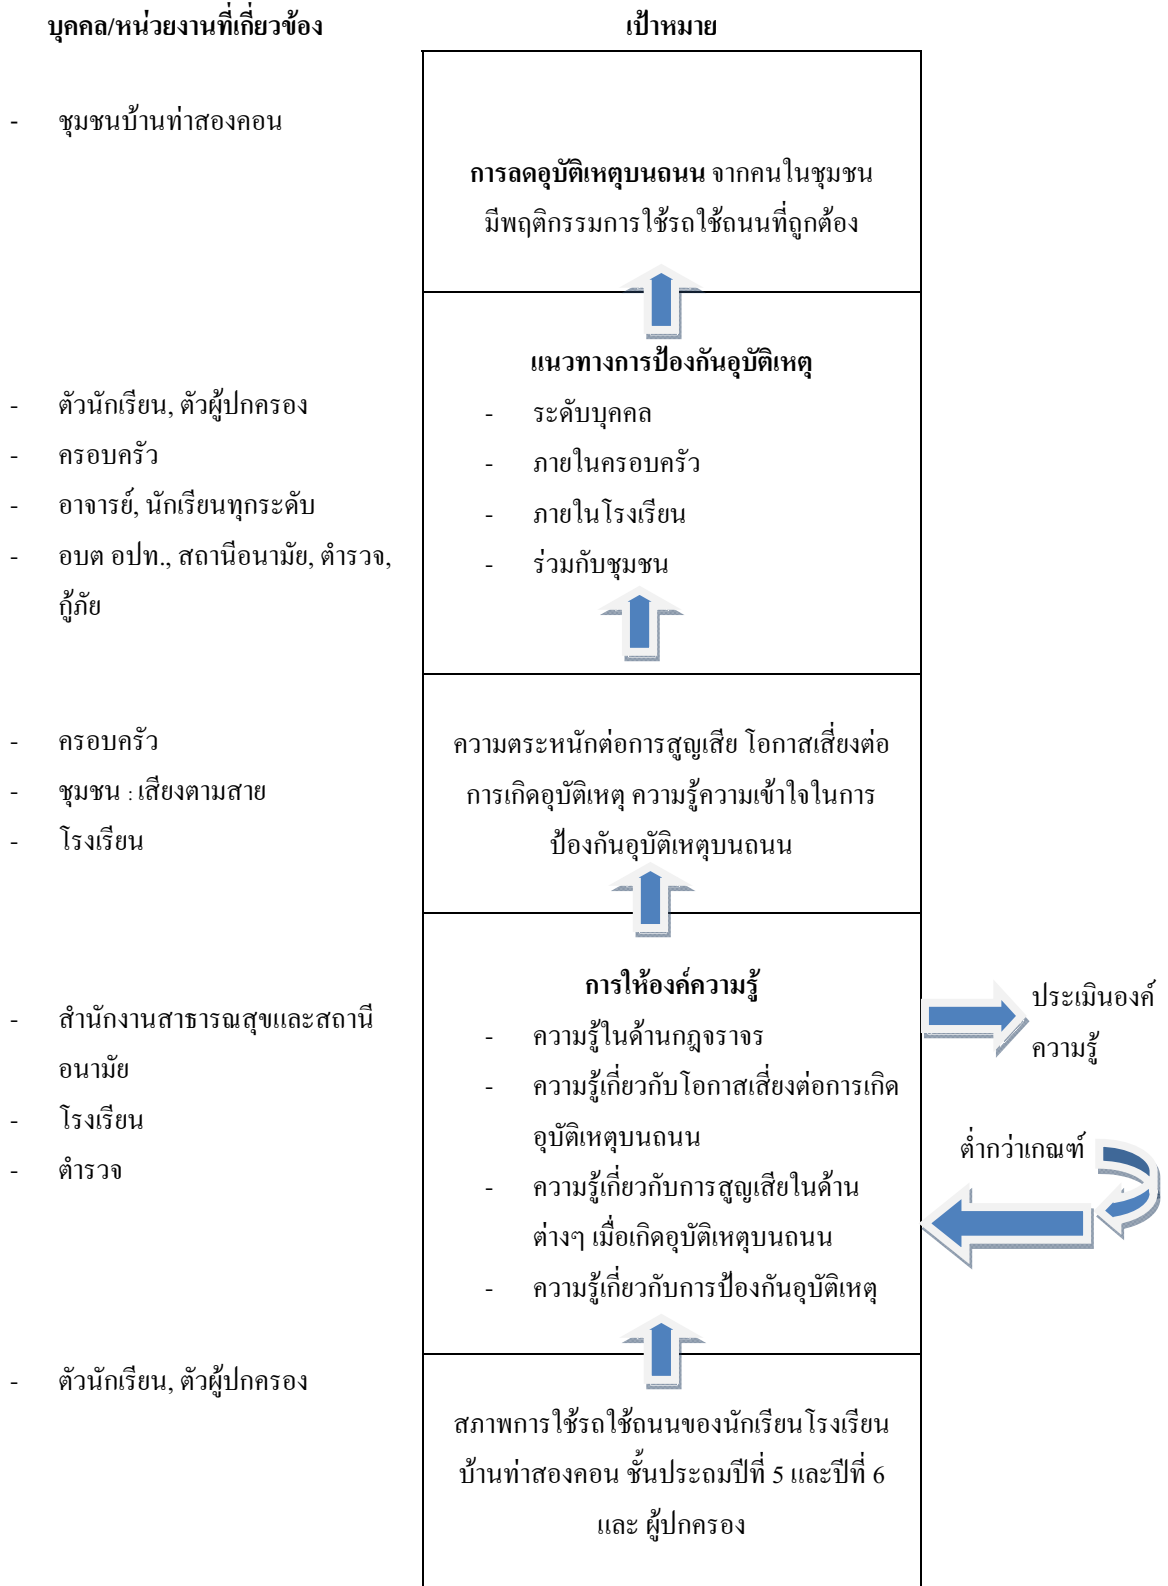 บุคคล/หน่วยงานที่เกี่ยวข้อง
เป้าหมาย
- ชุมชนบ้านท่าสองคอน
การลดอุบัติเหตุบนถนน จากคนในชุมชน
มีพฤติกรรมการใช้รถใช้ถนนที่ถูกต้อง
- ตัวนักเรียน, ตัวผู้ปกครอง
- ครอบครัว
- อาจารย์, นักเรียนทุกระดับ
- อบต อปท., สถานีอนามัย, ตำรวจ,
กู้ภัย
แนวทางการป้องกันอุบัติเหตุ
- ระดับบุคคล
- ภายในครอบครัว
- ภายในโรงเรียน
- ร่วมกับชุมชน
- ครอบครัว
- ชุมชน : เสียงตามสาย
- โรงเรียน
ความตระหนักต่อการสูญเสีย โอกาสเสี่ยงต่อ
การเกิดอุบัติเหตุ ความรู้ความเข้าใจในการ
ป้องกันอุบัติเหตุบนถนน
- สำนักงานสาธารณสุขและสถานี
อนามัย
- โรงเรียน
- ตำรวจ
การให้องค์ความรู้
- ความรู้ในด้านกฎจราจร
- ความรู้เกี่ยวกับโอกาสเสี่ยงต่อการเกิด
อุบัติเหตุบนถนน
- ความรู้เกี่ยวกับการสูญเสียในด้าน
ต่างๆ เมื่อเกิดอุบัติเหตุบนถนน
- ความรู้เกี่ยวกับการป้องกันอุบัติเหตุ
ประเมินองค์
ความรู้
ต่ำกว่าเกณฑ์
- ตัวนักเรียน, ตัวผู้ปกครอง
สภาพการใช้รถใช้ถนนของนักเรียนโรงเรียน
บ้านท่าสองคอน ชั้นประถมปีที่ 5 และปีที่ 6
และ ผู้ปกครอง